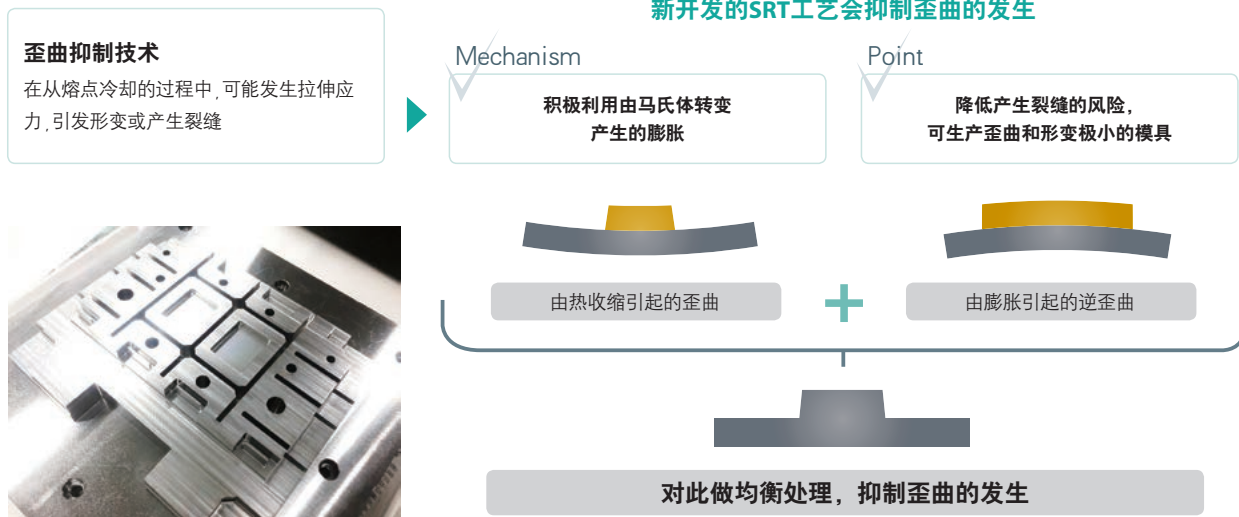 新开发的SRT工艺会抑制歪曲的发生
歪曲抑制技术
在从熔点冷却的过程中,可能发生拉伸应
力,引发形变或产生裂缝
Mechanism
积极利用由马氏体转变
产生的膨胀
Point
降低产生裂缝的风险，
可生产歪曲和形变极小的模具
由热收缩引起的歪曲
+
由膨胀引起的逆歪曲
对此做均衡处理，抑制歪曲的发生